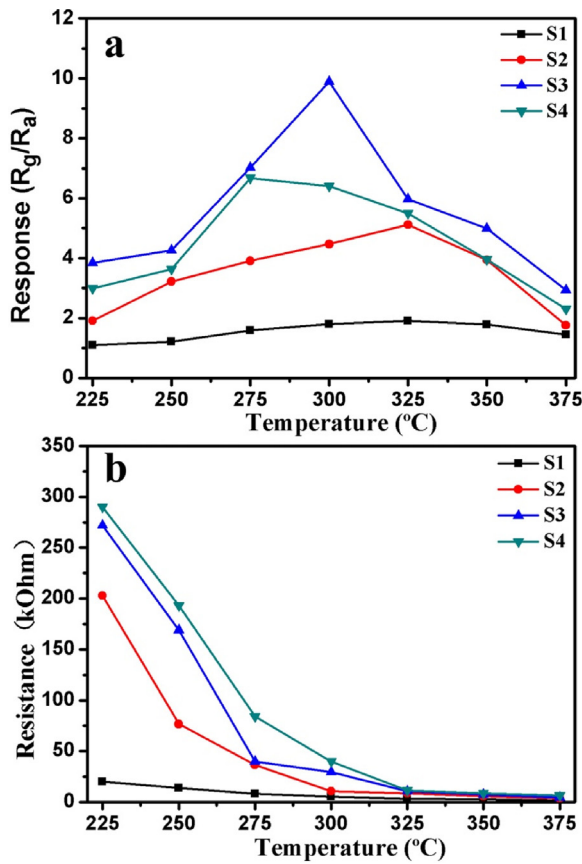 a
S1
S2
S3
S4
Response (Rg/Ra)
12
10
8
6
4
2
0
225 250 275 300 325 350 375
Temperature (ºC)
b
S1
S2
S3
S4
Resistance (kOhm)
350
300
250
200
150
100
50
0
225 250 275 300 325 350 375
Temperature (ºC)